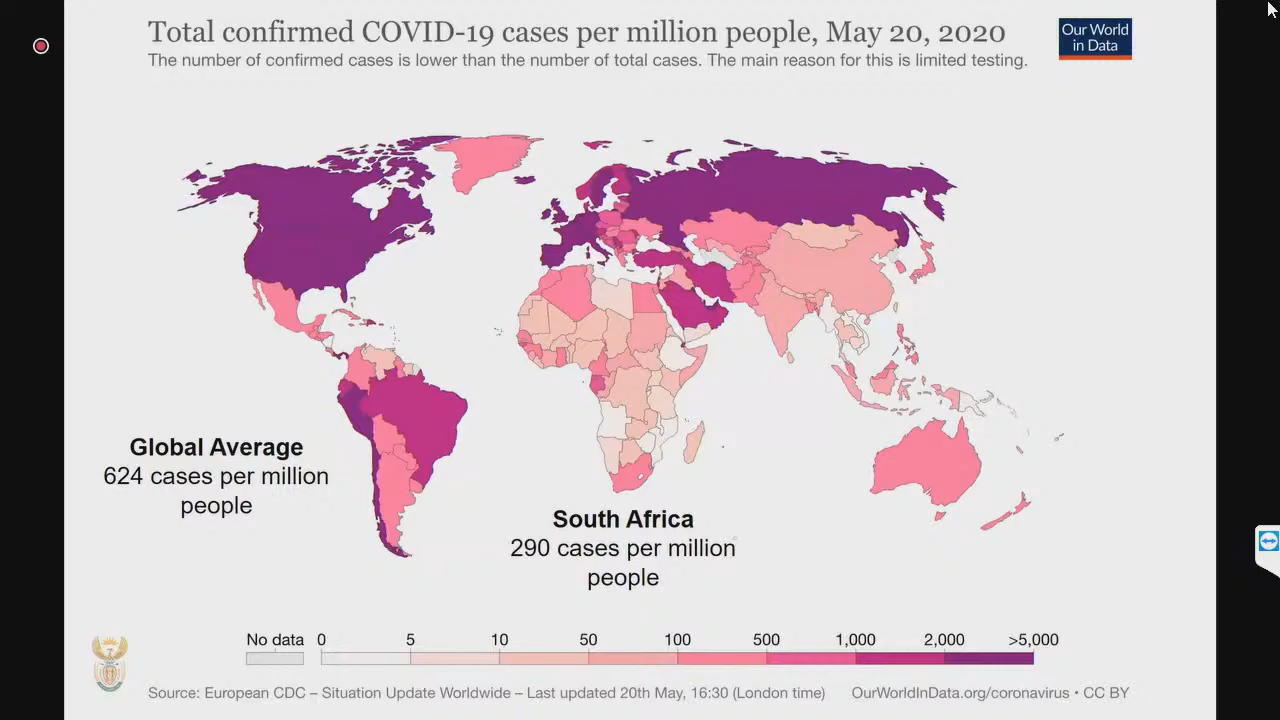 Total confirmed COVID-19 cases per million people, May 20, 2020
The number of confirmed cases is lower than the number of total cases. The main reason for this is limited testing.
Our World
in Data
Global Average
624 cases per million
people
South Africa
290 cases per million
people
No data 0 5 10 50 100 500 1,000 2,000 >5,000
Source: European CDC – Situation Update Worldwide – Last updated 20th May, 16:30 (London time) OurWorldInData.org/coronavirus • CC BY